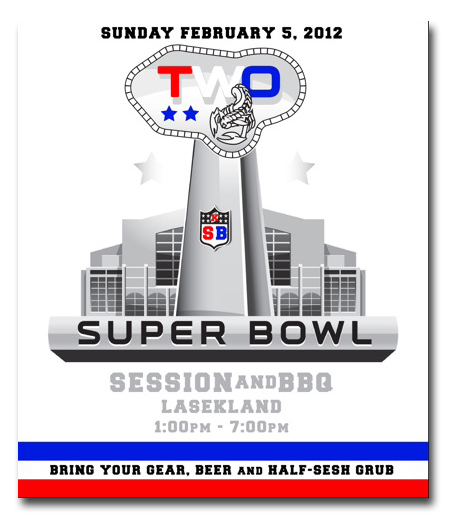 SUNDAY FEBRUARY 5, 2012
TWO
SB
SUPER BOWL
SESSION AND BBQ
LASEKLAND
1:00PM - 7:00PM
BRING YOUR GEAR, BEER AND HALF-SESH GRUB